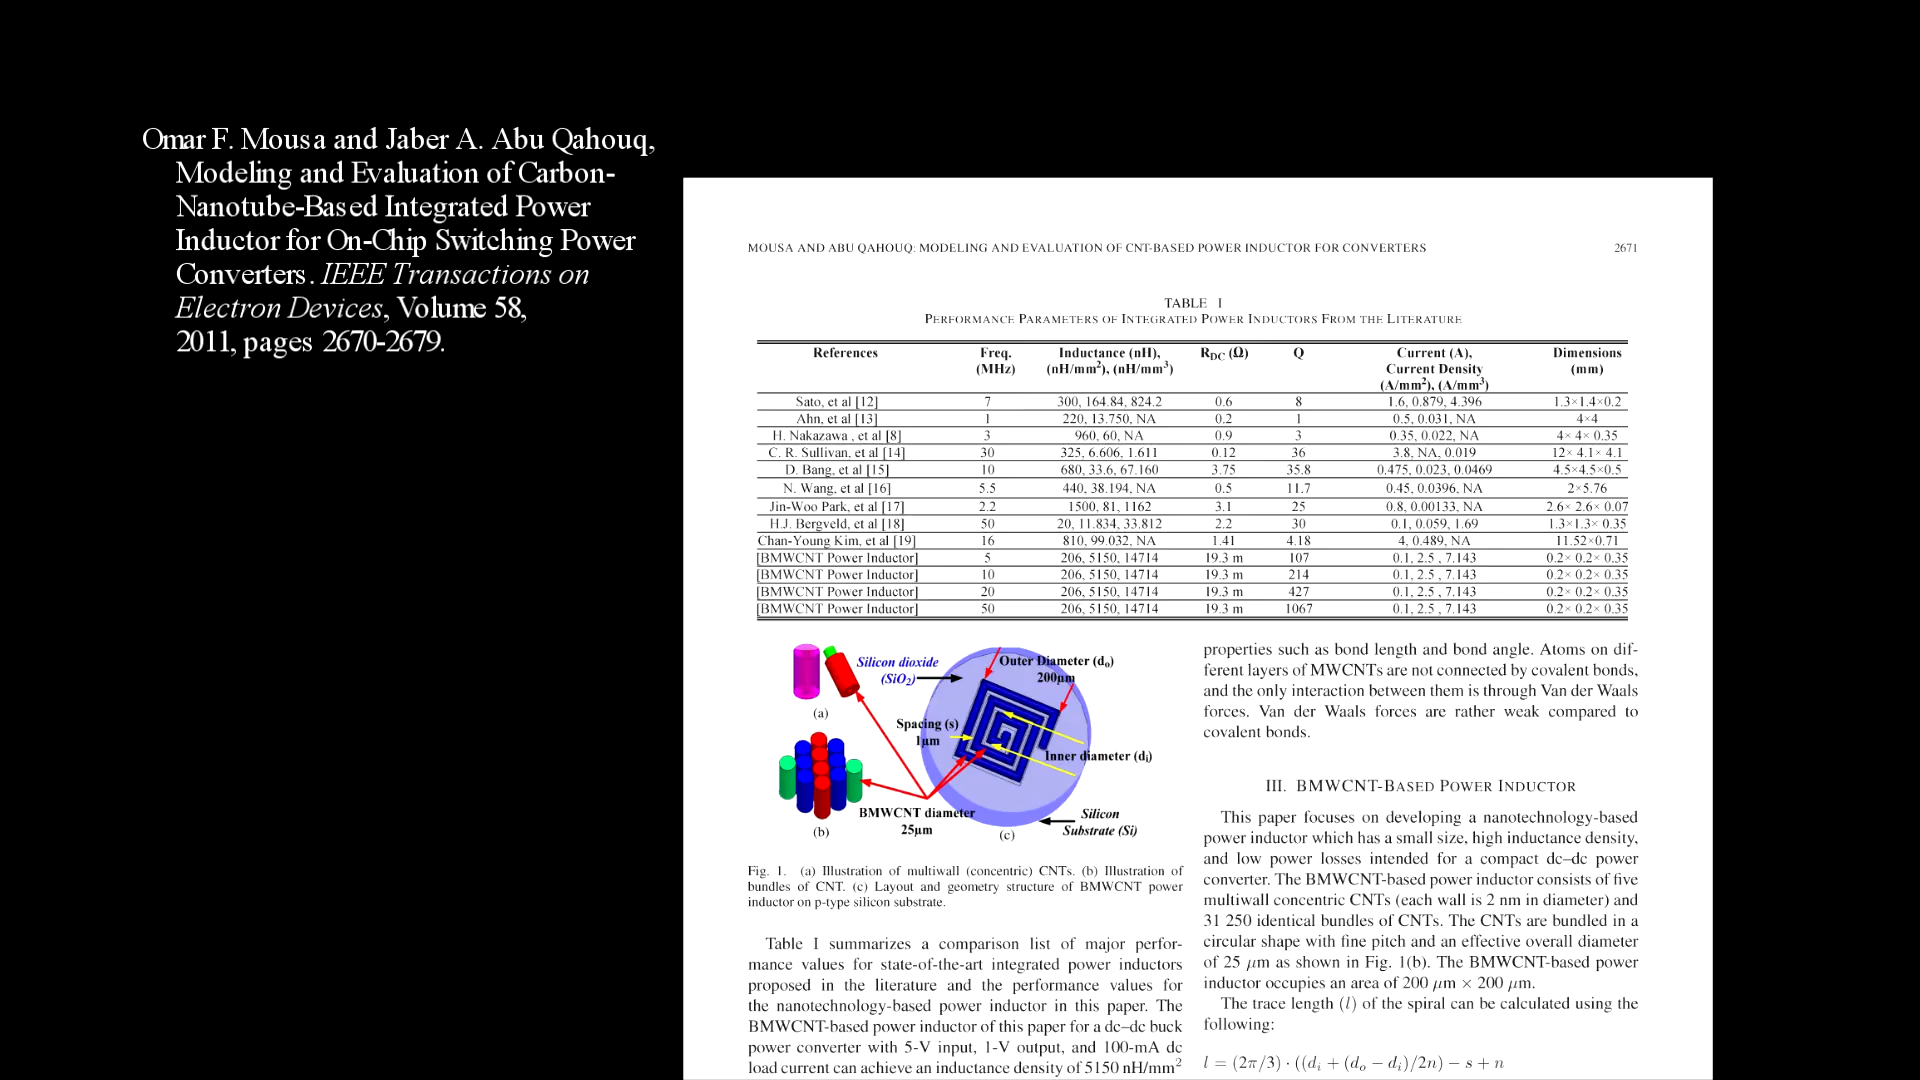 Omar F. Mousa and Jaber A. Abu Qahouq,
Modeling and Evaluation of Carbon-
Nanotube-Based Integrated Power
Inductor for On-Chip Switching Power
Converters. IEEE Transactions on
Electron Devices, Volume 58,
2011, pages 2670-2679.
MOUSA AND ABU QAHOUQ: MODELING AND EVALUATION OF CNT-BASED POWER INDUCTOR FOR CONVERTERS 2671
TABLE I
PERFORMANCE PARAMETERS OF INTEGRATED POWER INDUCTORS FROM THE LITERATURE
References Freq. (MHz) Inductance (nH), (nH/mm²), (nH/mm³) R_DC (Ω) Q Current (A), Current Density (A/mm²), (A/mm³) Dimensions (mm)
Sato, et al [12] 7 300, 164.84, 824.2 0.6 8 1.6, 0.879, 4.396 1.3×1.4×0.2
Ahn, et al [13] 1 220, 13.750, NA 0.2 1 0.5, 0.031, NA 4×4
H. Nakazawa , et al [8] 3 960, 60, NA 0.9 3 0.35, 0.022, NA 4× 4× 0.35
C. R. Sullivan, et al [14] 30 325, 6.606, 1.611 0.12 36 3.8, NA, 0.019 12× 4.1× 4.1
D. Bang, et al [15] 10 680, 33.6, 67.160 3.75 35.8 0.475, 0.023, 0.0469 4.5×4.5×0.5
N. Wang, et al [16] 5.5 440, 38.194, NA 0.5 11.7 0.45, 0.0396, NA 2×5.76
Jin-Woo Park, et al [17] 2.2 1500, 81, 1162 3.1 25 0.8, 0.00133, NA 2.6× 2.6× 0.07
H.J. Bergveld, et al [18] 50 20, 11.834, 33.812 2.2 30 0.1, 0.059, 1.69 1.3×1.3× 0.35
Chan-Young Kim, et al [19] 16 810, 99.032, NA 1.41 4.18 4, 0.489, NA 11.52×0.71
[BMWCNT Power Inductor] 5 206, 5150, 14714 19.3 m 107 0.1, 2.5 , 7.143 0.2× 0.2× 0.35
[BMWCNT Power Inductor] 10 206, 5150, 14714 19.3 m 214 0.1, 2.5 , 7.143 0.2× 0.2× 0.35
[BMWCNT Power Inductor] 20 206, 5150, 14714 19.3 m 427 0.1, 2.5 , 7.143 0.2× 0.2× 0.35
[BMWCNT Power Inductor] 50 206, 5150, 14714 19.3 m 1067 0.1, 2.5 , 7.143 0.2× 0.2× 0.35
Silicon dioxide
(SiO₂)
Outer Diameter (dₒ)
200μm
(a)
Spacing (s)
1μm
Inner diameter (dᵢ)
BMWCNT diameter
25μm
Silicon
Substrate (Si)
(b)
(c)
Fig. 1. (a) Illustration of multiwall (concentric) CNTs. (b) Illustration of
bundles of CNT. (c) Layout and geometry structure of BMWCNT power
inductor on p-type silicon substrate.
Table I summarizes a comparison list of major perfor-
mance values for state-of-the-art integrated power inductors
proposed in the literature and the performance values for
the nanotechnology-based power inductor in this paper. The
BMWCNT-based power inductor of this paper for a dc–dc buck
power converter with 5-V input, 1-V output, and 100-mA dc
load current can achieve an inductance density of 5150 nH/mm²
properties such as bond length and bond angle. Atoms on dif-
ferent layers of MWCNTs are not connected by covalent bonds,
and the only interaction between them is through Van der Waals
forces. Van der Waals forces are rather weak compared to
covalent bonds.
III. BMWCNT-BASED POWER INDUCTOR
This paper focuses on developing a nanotechnology-based
power inductor which has a small size, high inductance density,
and low power losses intended for a compact dc–dc power
converter. The BMWCNT-based power inductor consists of five
multiwall concentric CNTs (each wall is 2 nm in diameter) and
31 250 identical bundles of CNTs. The CNTs are bundled in a
circular shape with fine pitch and an effective overall diameter
of 25 μm as shown in Fig. 1(b). The BMWCNT-based power
inductor occupies an area of 200 μm × 200 μm.
The trace length (l) of the spiral can be calculated using the
following:
l = (2π/3) · ((dᵢ + (dₒ − dᵢ)/2n) − s + n